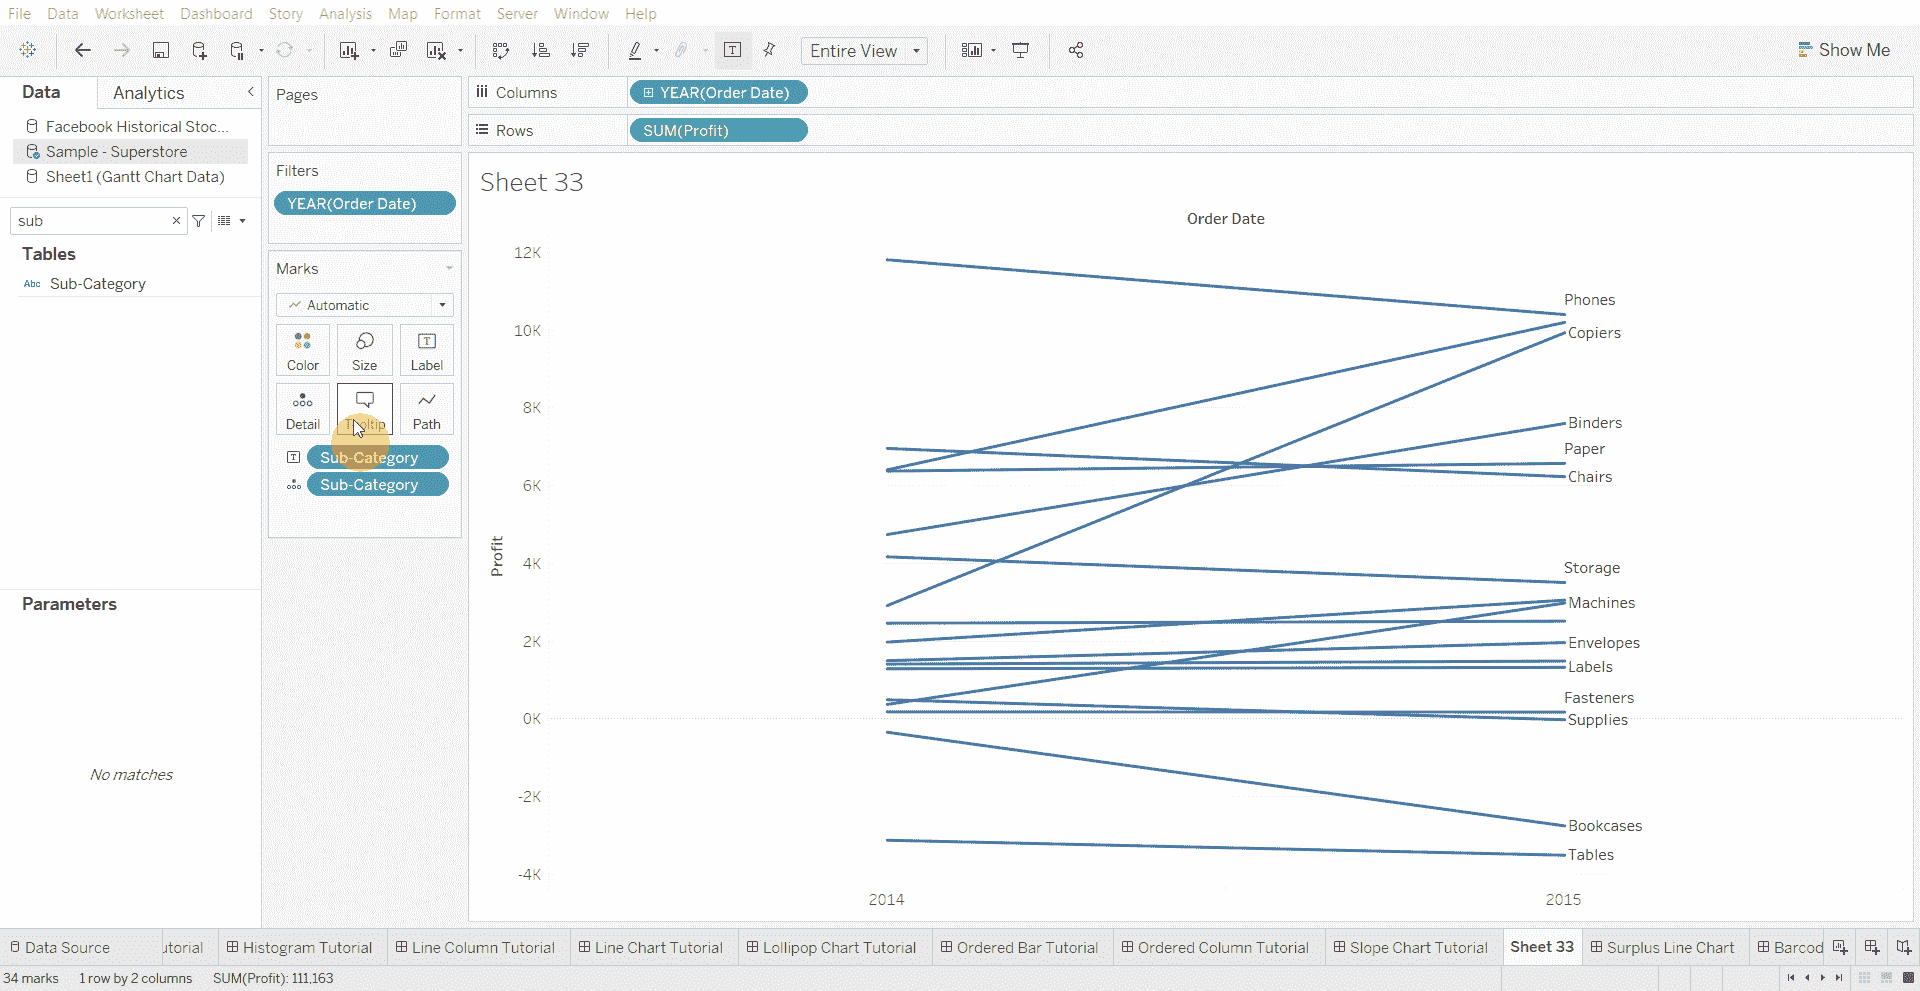 File Data Worksheet Dashboard Story Analysis Map Format Server Window Help
Entire View
Show Me
Data Analytics
Facebook Historical Stoc...
Sample - Superstore
Sheet1 (Gantt Chart Data)
sub
Tables
Abc Sub-Category
Parameters
No matches
Pages
Filters
YEAR(Order Date)
Marks
Automatic
Color Size Label
Detail Tooltip Path
Sub-Category
Sub-Category
Columns YEAR(Order Date)
Rows SUM(Profit)
Sheet 33
Order Date
Profit
12K
10K
8K
6K
4K
2K
0K
-2K
-4K
Phones
Copiers
Binders
Paper
Chairs
Storage
Machines
Envelopes
Labels
Fasteners
Supplies
Bookcases
Tables
2014 2015
Data Source utorial Histogram Tutorial Line Column Tutorial Line Chart Tutorial Lollipop Chart Tutorial Ordered Bar Tutorial Ordered Column Tutorial Slope Chart Tutorial Sheet 33 Surplus Line Chart Barcod
34 marks 1 row by 2 columns SUM(Profit): 111,163